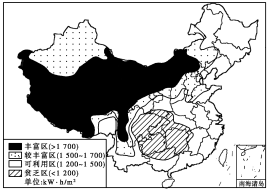 丰富区(>1 700)
较丰富区(1 500~1 700)
可利用区(1 200~1 500)
贫乏区(<1 200)
单位:kW·h/m²
南海诸岛